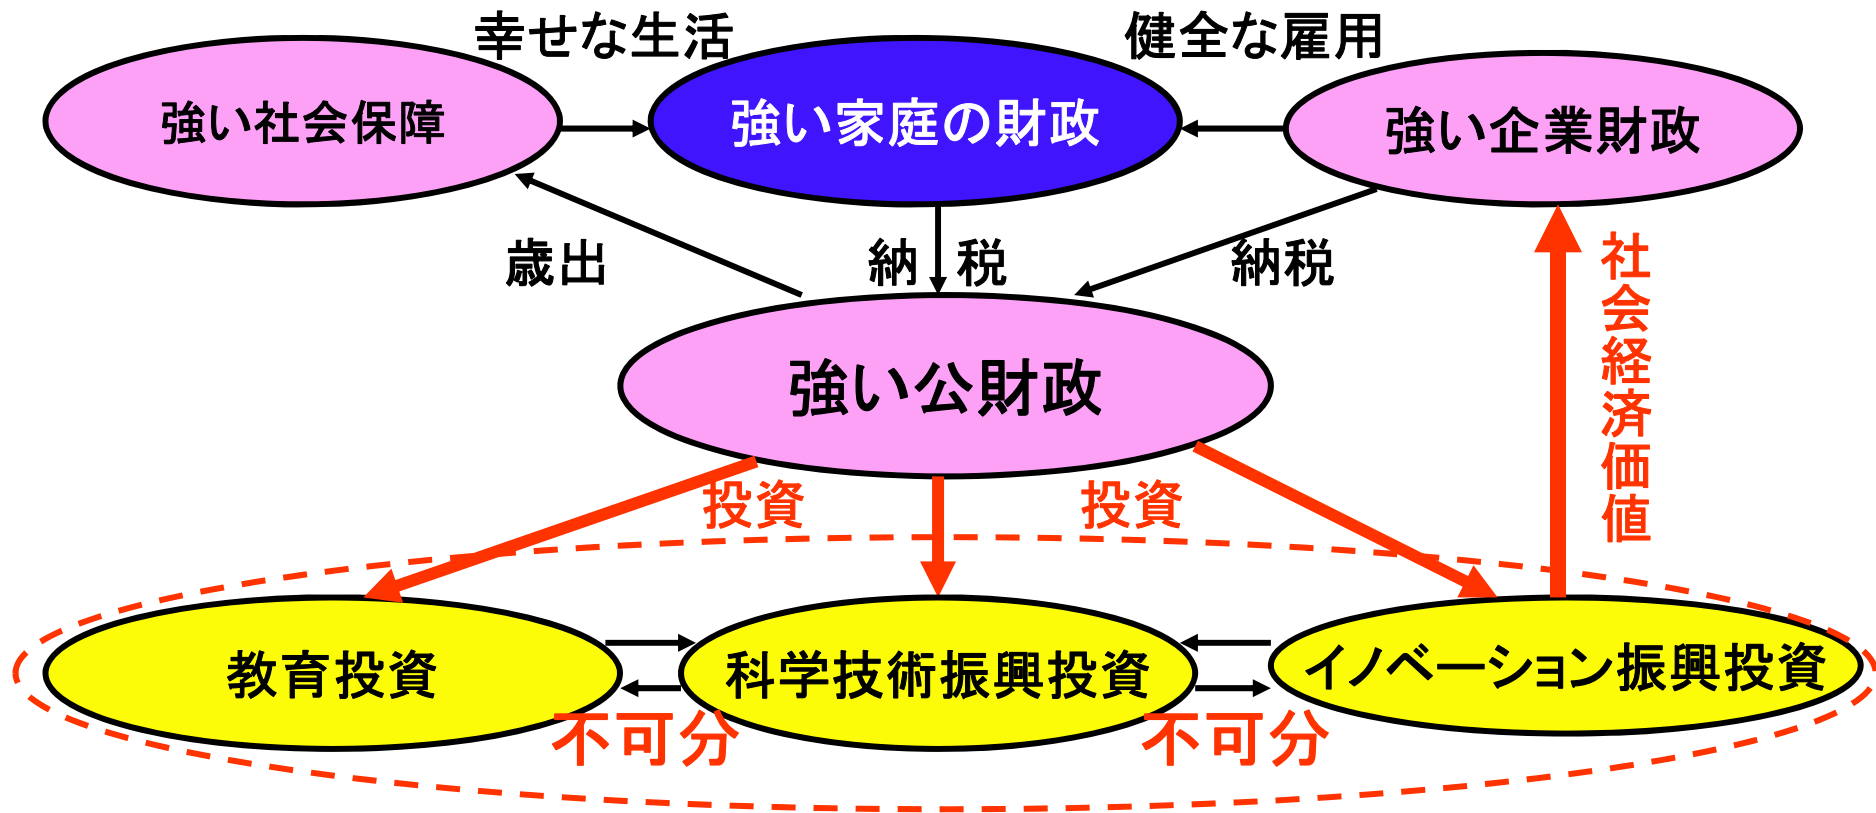 幸せな生活
健全な雇用
強い社会保障
強い家庭の財政
強い企業財政
歳出
納税
納税
社会経済価値
強い公財政
投資
投資
教育投資
科学技術振興投資
イノベーション振興投資
不可分
不可分